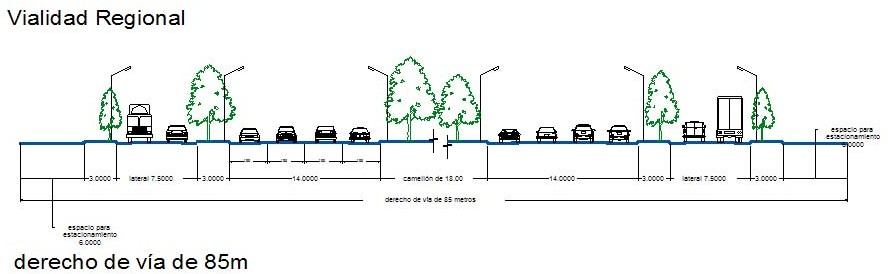 Vialidad Regional
espacio para
estacionamiento
6.0000
3.0000 lateral 7.5000 3.0000 14.0000 camellón de 18.00 14.0000 3.0000 lateral 7.5000 3.0000
derecho de vía de 85 metros
espacio para
estacionamiento
6.0000
derecho de vía de 85m